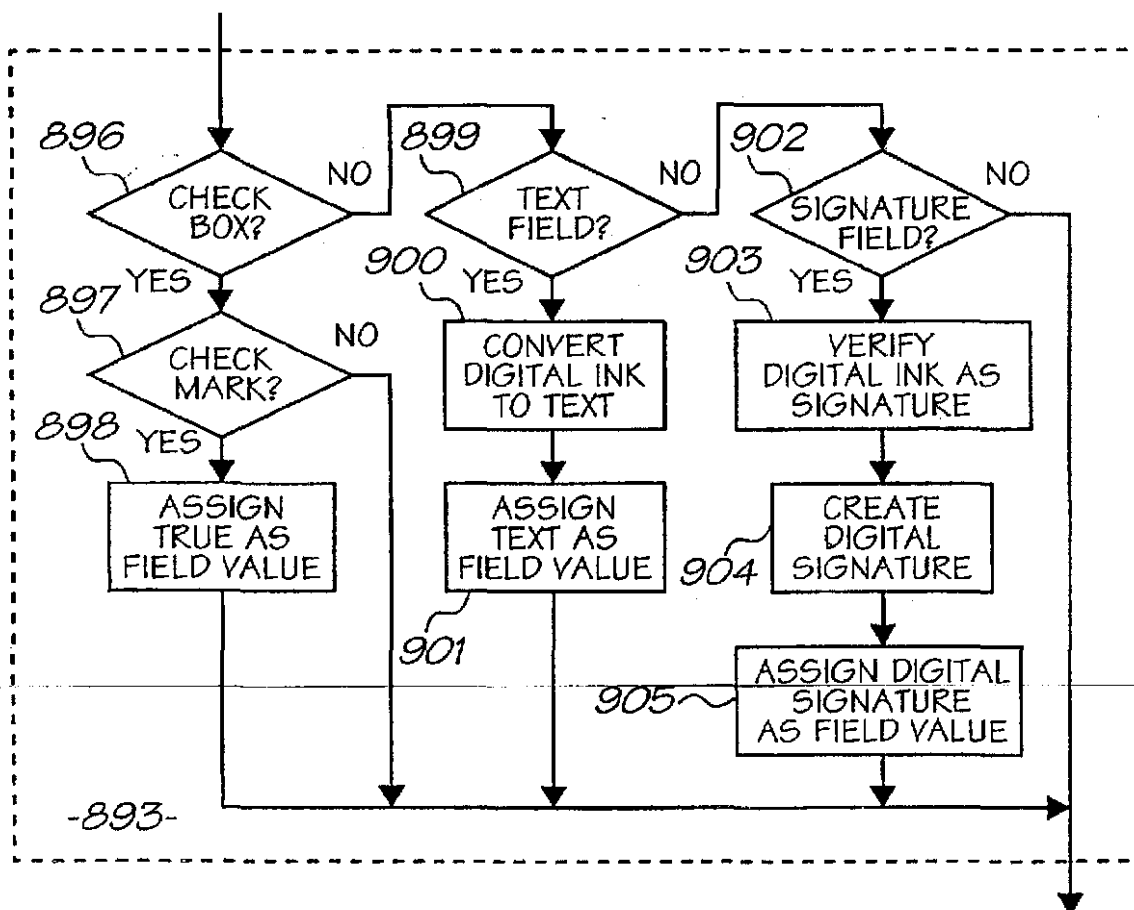 896
CHECK
BOX?
NO
YES
897
CHECK
MARK?
NO
YES
898
ASSIGN
TRUE AS
FIELD VALUE
899
TEXT
FIELD?
NO
YES
900
CONVERT
DIGITAL INK
TO TEXT
ASSIGN
TEXT AS
FIELD VALUE
901
902
SIGNATURE
FIELD?
NO
YES
903
VERIFY
DIGITAL INK AS
SIGNATURE
CREATE
DIGITAL
SIGNATURE
904
ASSIGN DIGITAL
SIGNATURE
AS FIELD VALUE
905
-893-